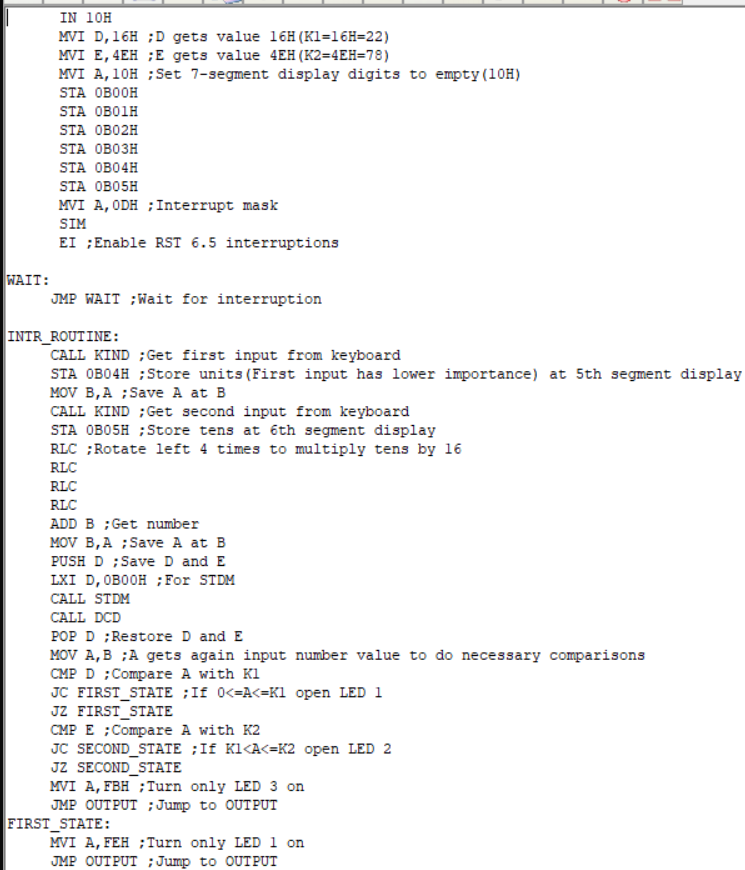 IN 10H
MVI D,16H ;D gets value 16H(K1=16H=22)
MVI E,4EH ;E gets value 4EH(K2=4EH=78)
MVI A,10H ;Set 7-segment display digits to empty(10H)
STA 0B00H
STA 0B01H
STA 0B02H
STA 0B03H
STA 0B04H
STA 0B05H
MVI A,0DH ;Interrupt mask
SIM
EI ;Enable RST 6.5 interruptions
WAIT:
JMP WAIT ;Wait for interruption
INTR_ROUTINE:
CALL KIND ;Get first input from keyboard
STA 0B04H ;Store units(First input has lower importance) at 5th segment display
MOV B,A ;Save A at B
CALL KIND ;Get second input from keyboard
STA 0B05H ;Store tens at 6th segment display
RLC ;Rotate left 4 times to multiply tens by 16
RLC
RLC
RLC
ADD B ;Get number
MOV B,A ;Save A at B
PUSH D ;Save D and E
LXI D,0B00H ;For STDM
CALL STDM
CALL DCD
POP D ;Restore D and E
MOV A,B ;A gets again input number value to do necessary comparisons
CMP D ;Compare A with K1
JC FIRST_STATE ;If 0<=A<=K1 open LED 1
JZ FIRST_STATE
CMP E ;Compare A with K2
JC SECOND_STATE ;If K1<A<=K2 open LED 2
JZ SECOND_STATE
MVI A,FBH ;Turn only LED 3 on
JMP OUTPUT ;Jump to OUTPUT
FIRST_STATE:
MVI A,FEH ;Turn only LED 1 on
JMP OUTPUT ;Jump to OUTPUT